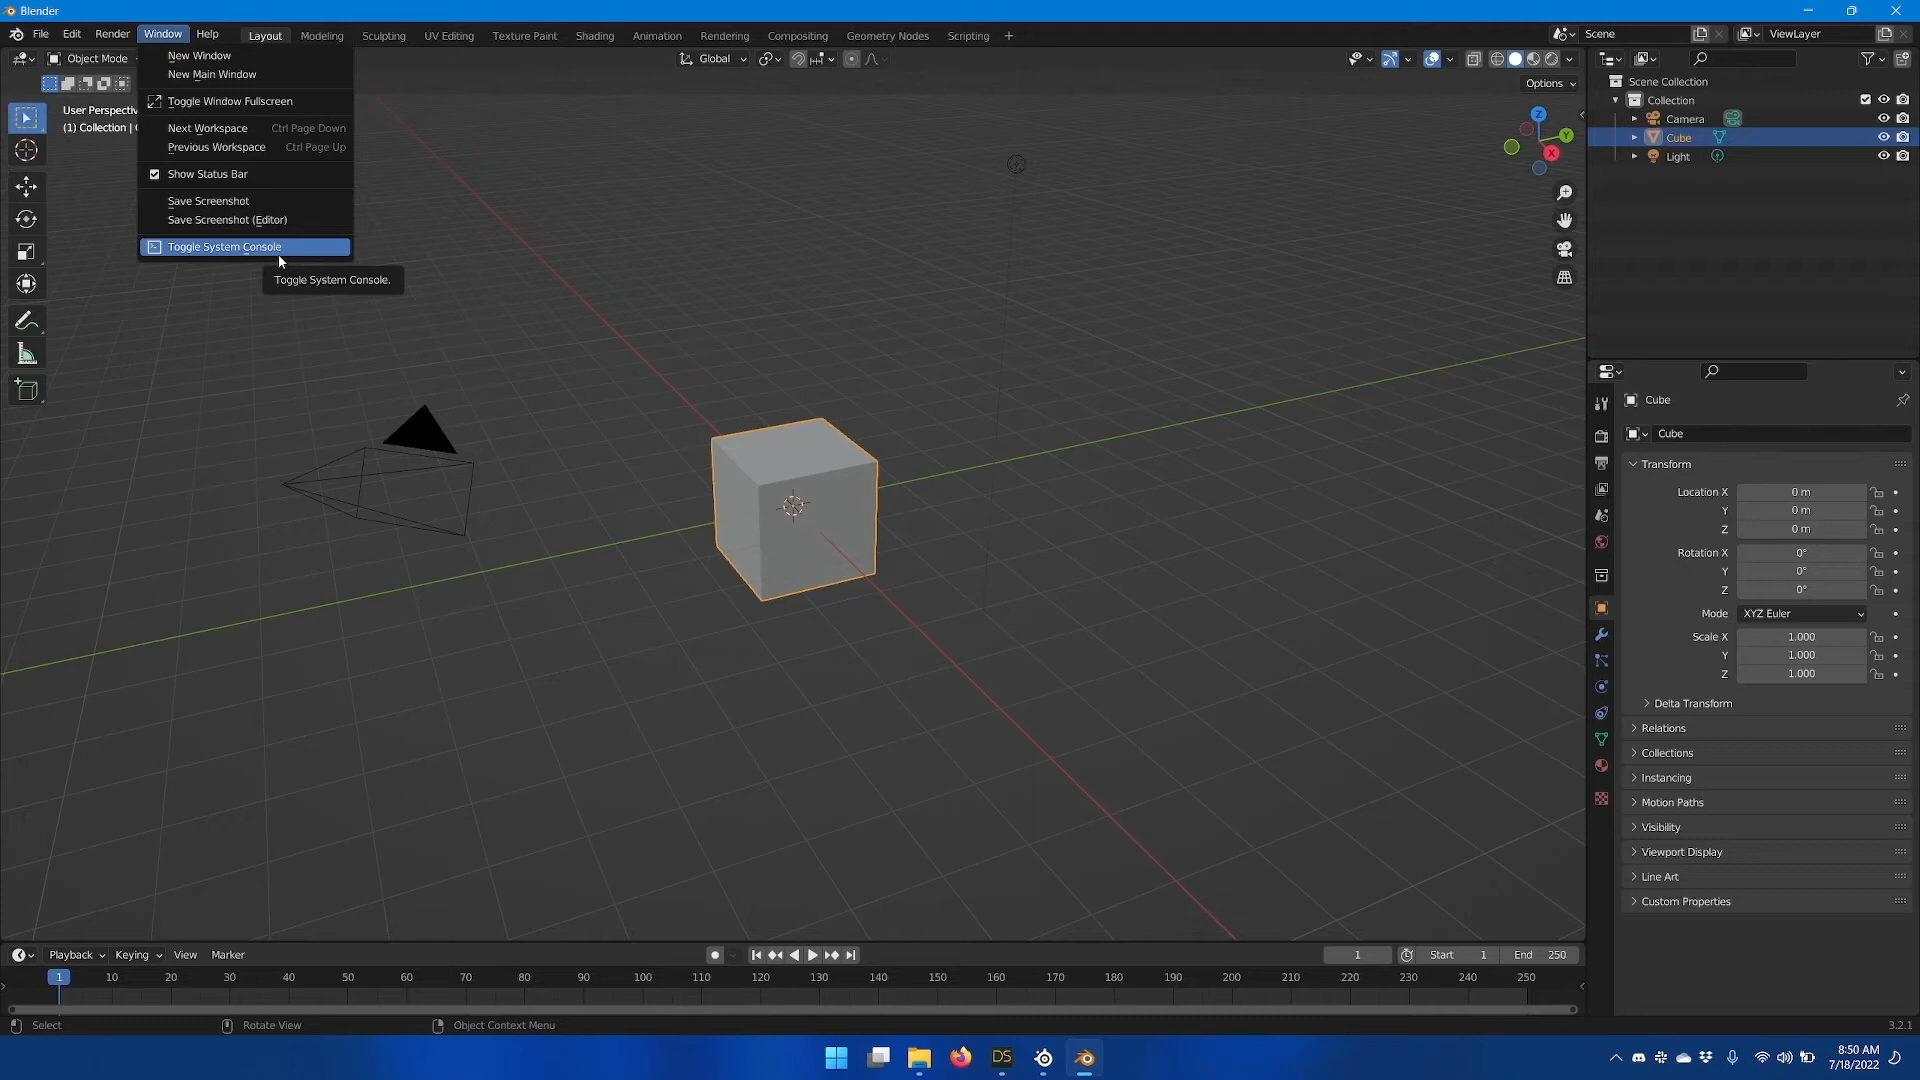 Blender
File Edit Render Window Help Layout Modeling Sculpting UV Editing Texture Paint Shading Animation Rendering Compositing Geometry Nodes Scripting + Scene ViewLayer
Object Mode Global
Options
User Perspectiv
(1) Collection |
New Window
New Main Window
Toggle Window Fullscreen
Next Workspace Ctrl Page Down
Previous Workspace Ctrl Page Up
Show Status Bar
Save Screenshot
Save Screenshot (Editor)
Toggle System Console
Toggle System Console.
Z
Y
X
Scene Collection
Collection
Camera
Cube
Light
Cube
Cube
Transform
Location X 0 m
Y 0 m
Z 0 m
Rotation X 0°
Y 0°
Z 0°
Mode XYZ Euler
Scale X 1.000
Y 1.000
Z 1.000
Delta Transform
Relations
Collections
Instancing
Motion Paths
Visibility
Viewport Display
Line Art
Custom Properties
Playback Keying View Marker 1 Start 1 End 250
1 10 20 30 40 50 60 70 80 90 100 110 120 130 140 150 160 170 180 190 200 210 220 230 240 250
Select Rotate View Object Context Menu 3.2.1
DS
8:50 AM
7/18/2022